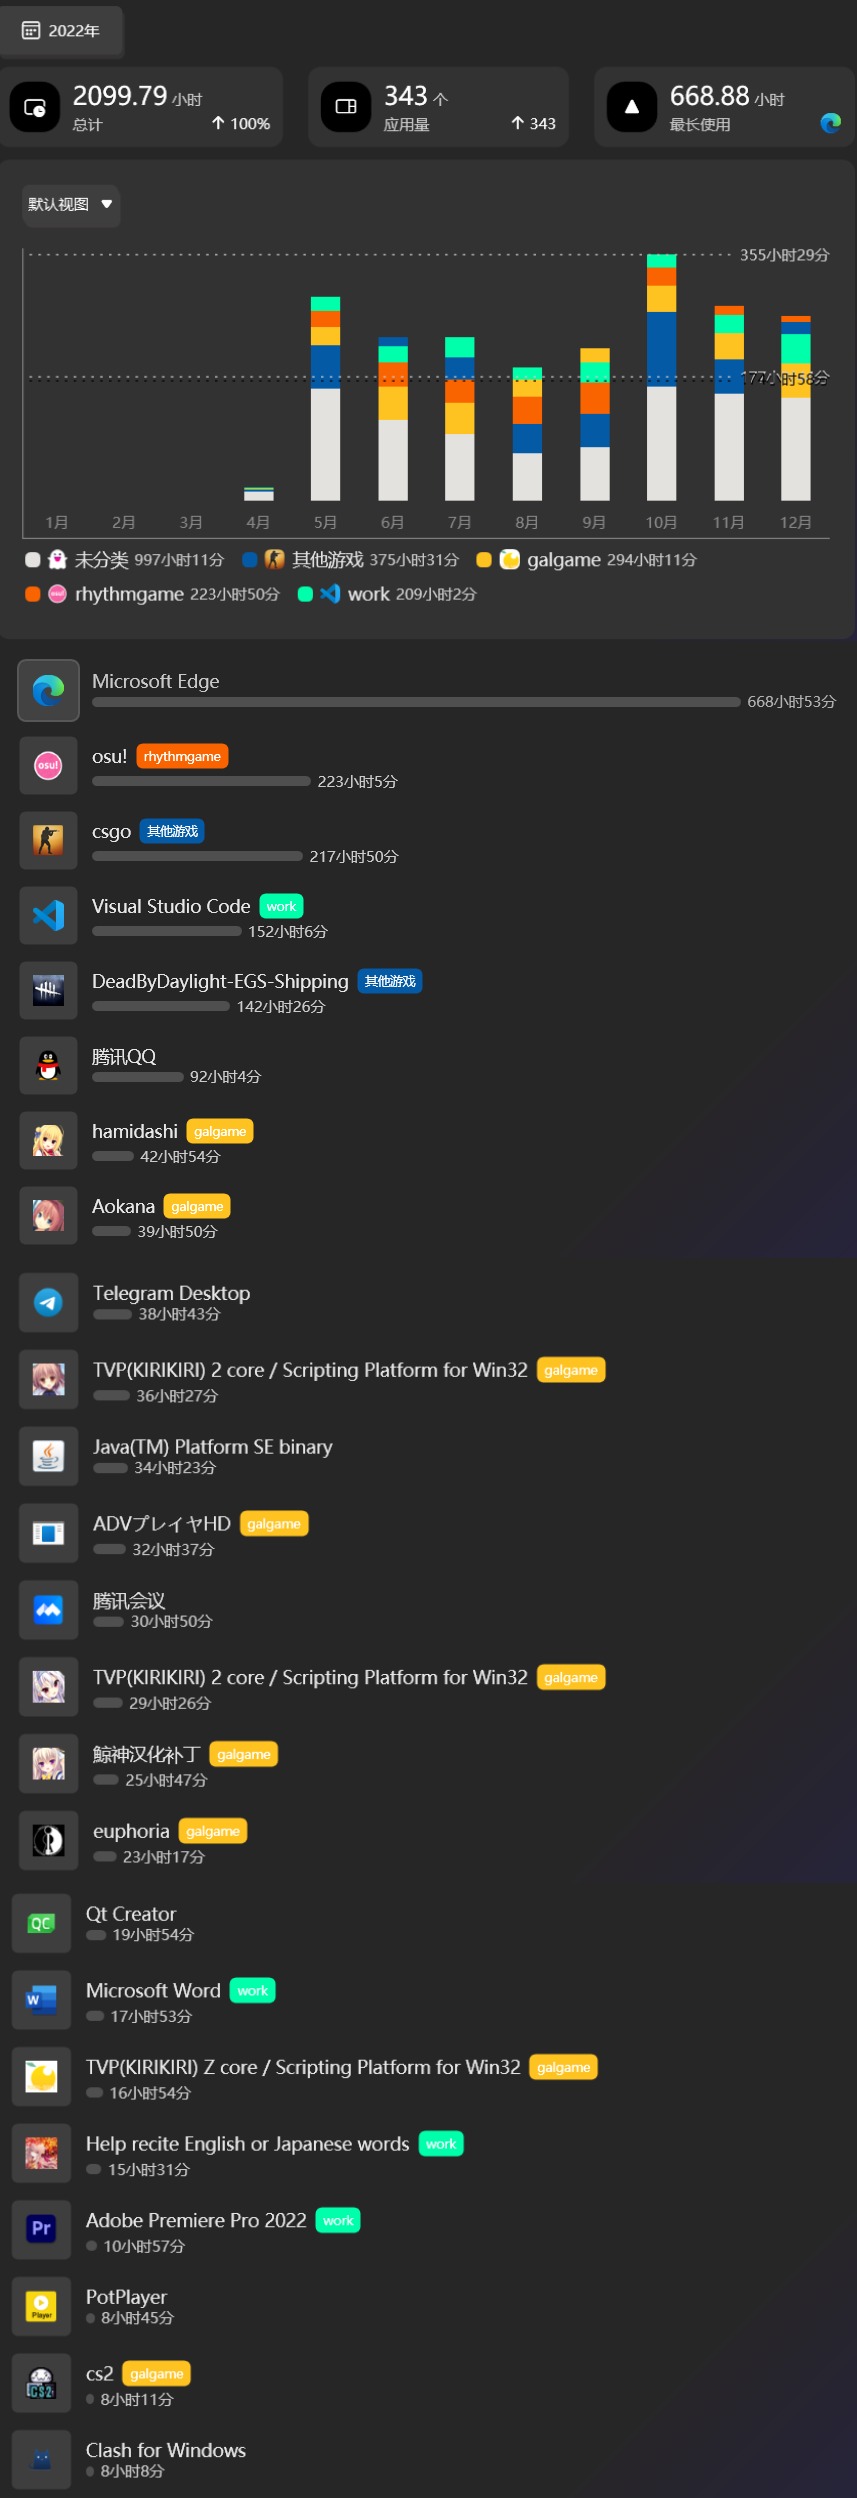 2022年
2099.79 小时
总计
↑ 100%
343 个
应用量
↑ 343
668.88 小时
最长使用
默认视图
355小时29分
177小时58分
1月 2月 3月 4月 5月 6月 7月 8月 9月 10月 11月 12月
未分类 997小时11分 其他游戏 375小时31分 galgame 294小时11分
osu! rhythmgame 223小时50分 work 209小时2分
Microsoft Edge
668小时53分
osu!
osu! rhythmgame
223小时5分
csgo 其他游戏
217小时50分
Visual Studio Code work
152小时6分
DeadByDaylight-EGS-Shipping 其他游戏
142小时26分
腾讯QQ
92小时4分
hamidashi galgame
42小时54分
Aokana galgame
39小时50分
Telegram Desktop
38小时43分
TVP(KIRIKIRI) 2 core / Scripting Platform for Win32 galgame
36小时27分
Java(TM) Platform SE binary
34小时23分
ADVプレイヤHD galgame
32小时37分
腾讯会议
30小时50分
TVP(KIRIKIRI) 2 core / Scripting Platform for Win32 galgame
29小时26分
鲸神汉化补丁 galgame
25小时47分
euphoria galgame
23小时17分
QC
Qt Creator
19小时54分
W
Microsoft Word work
17小时53分
TVP(KIRIKIRI) Z core / Scripting Platform for Win32 galgame
16小时54分
Help recite English or Japanese words work
15小时31分
Pr
Adobe Premiere Pro 2022 work
10小时57分
Player
PotPlayer
8小时45分
CS2
cs2 galgame
8小时11分
Clash for Windows
8小时8分